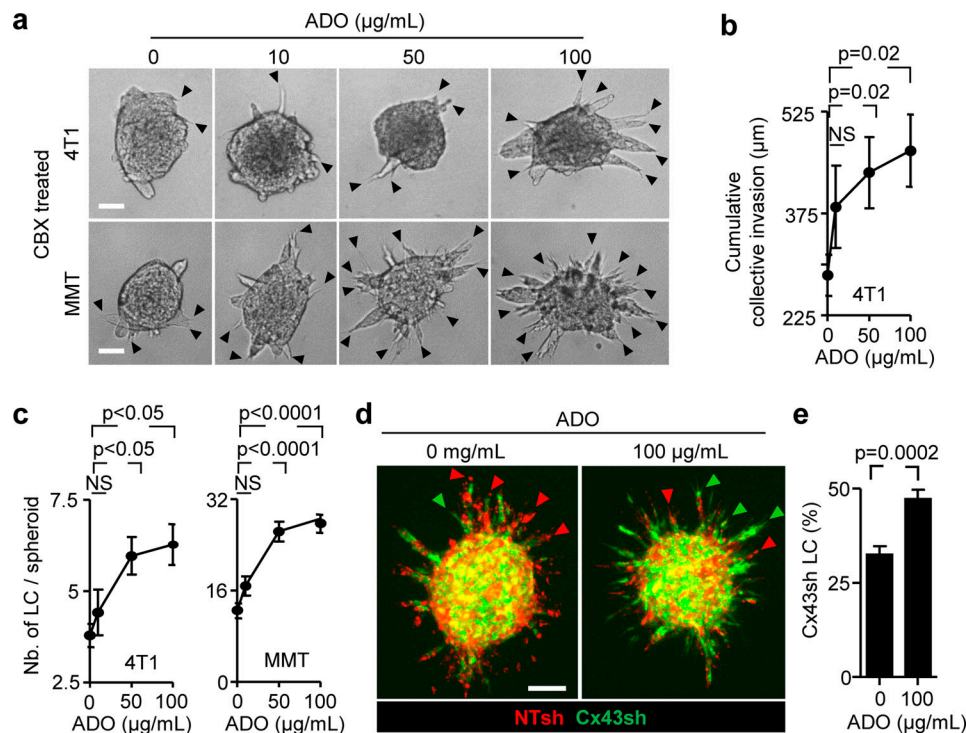 a
ADO (µg/mL)
0 10 50 100
CBX treated
4T1
MMT
b
p=0.02
p=0.02
NS
Cumulative
collective invasion (µm)
525
375
225
4T1
0 50 100
ADO (µg/mL)
c
p<0.05
p<0.05
NS
Nb. of LC / spheroid
7.5
5
2.5
4T1
0 50 100
ADO (µg/mL)
p<0.0001
p<0.0001
NS
32
16
0
MMT
0 50 100
ADO (µg/mL)
d
ADO
0 mg/mL 100 µg/mL
NTsh Cx43sh
e
p=0.0002
Cx43sh LC (%)
50
25
0
0 100
ADO (µg/mL)